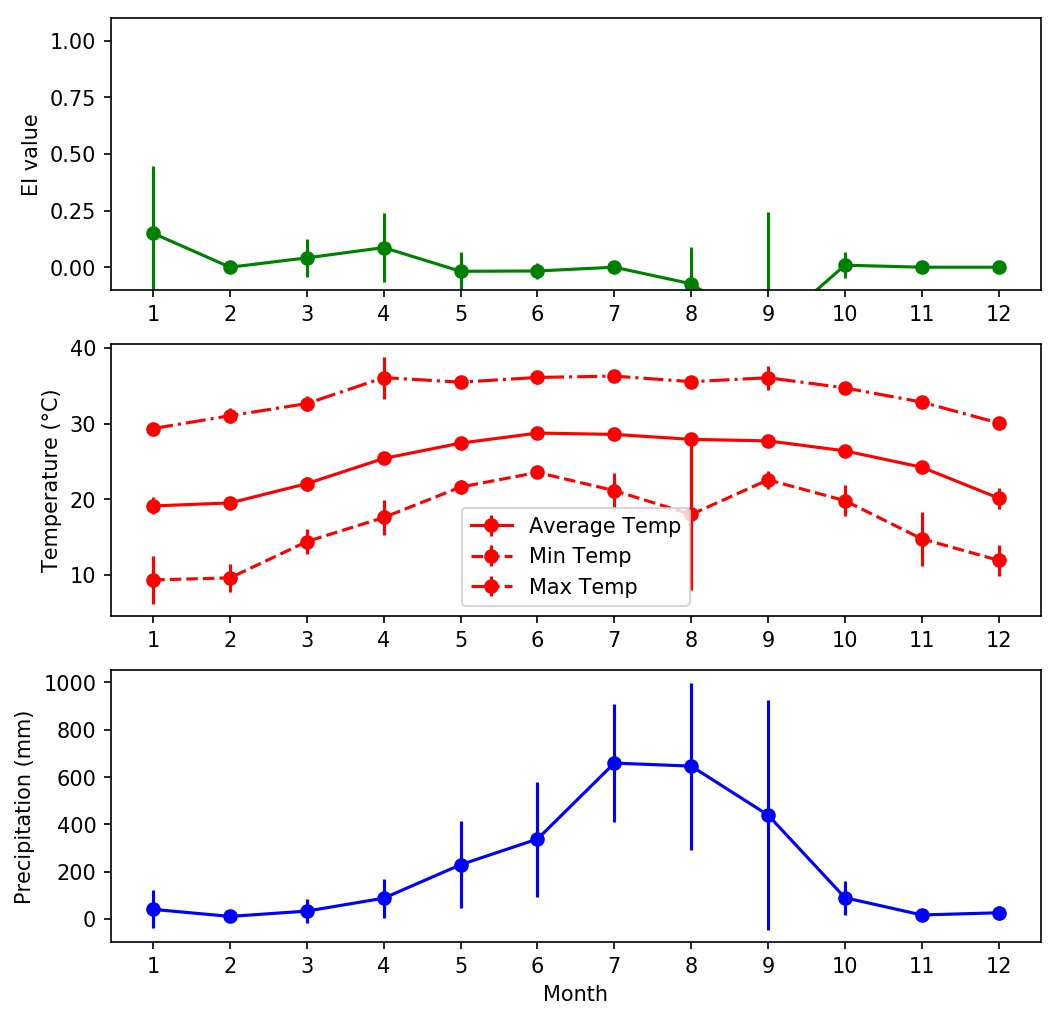 EI value
1.00
0.75
0.50
0.25
0.00
1 2 3 4 5 6 7 8 9 10 11 12
Temperature (°C)
40
30
20
10
Average Temp
Min Temp
Max Temp
1 2 3 4 5 6 7 8 9 10 11 12
Precipitation (mm)
1000
800
600
400
200
0
1 2 3 4 5 6 7 8 9 10 11 12
Month